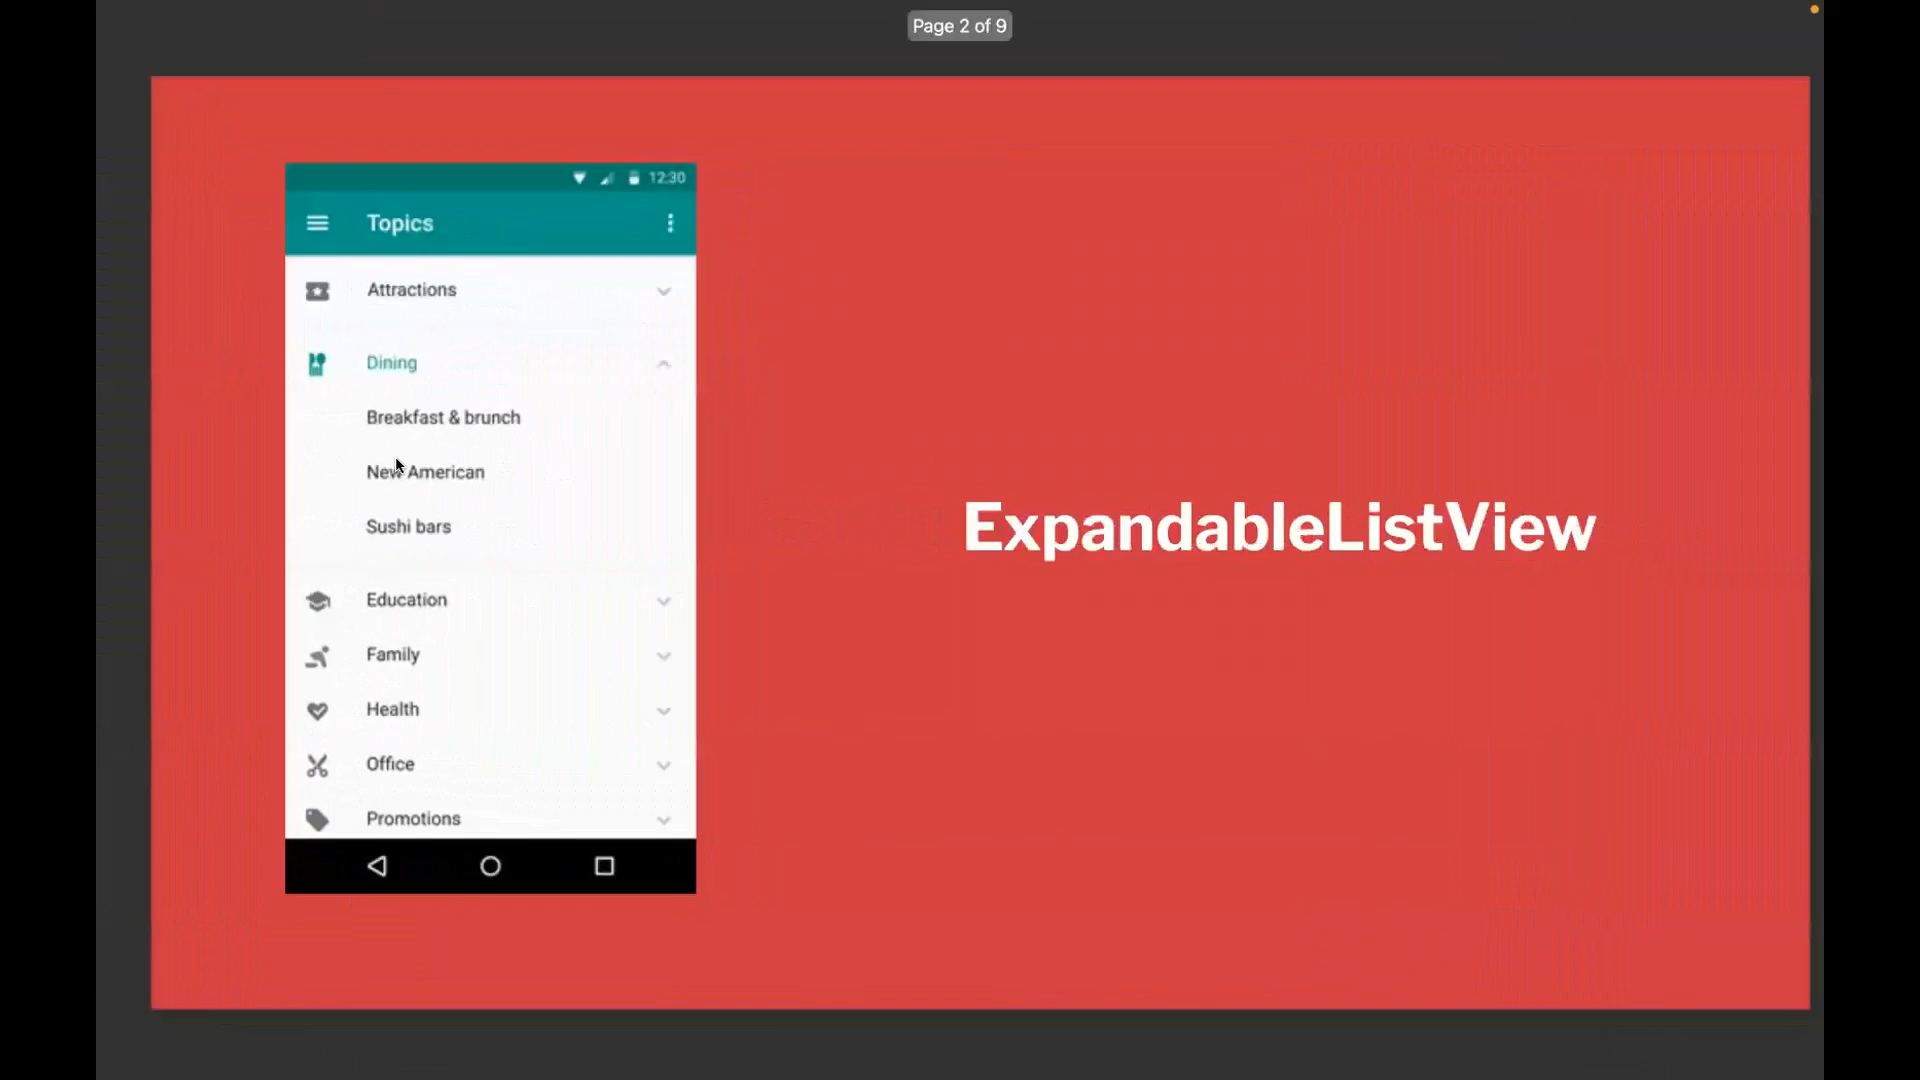 Page 2 of 9
12:30
Topics
Attractions
Dining
Breakfast & brunch
New American
Sushi bars
Education
Family
Health
Office
Promotions
ExpandableListView